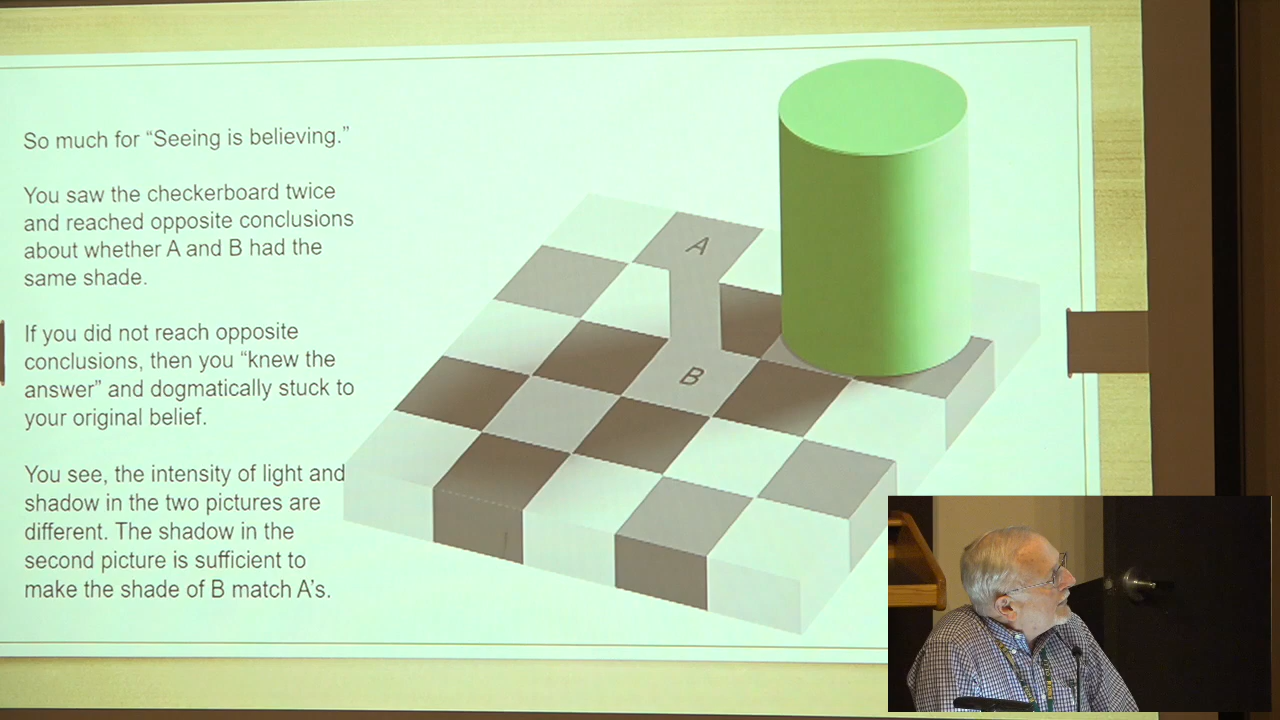 So much for “Seeing is believing.”
You saw the checkerboard twice
and reached opposite conclusions
about whether A and B had the
same shade.
If you did not reach opposite
conclusions, then you “knew the
answer” and dogmatically stuck to
your original belief.
You see, the intensity of light and
shadow in the two pictures are
different. The shadow in the
second picture is sufficient to
make the shade of B match A’s.
A
B